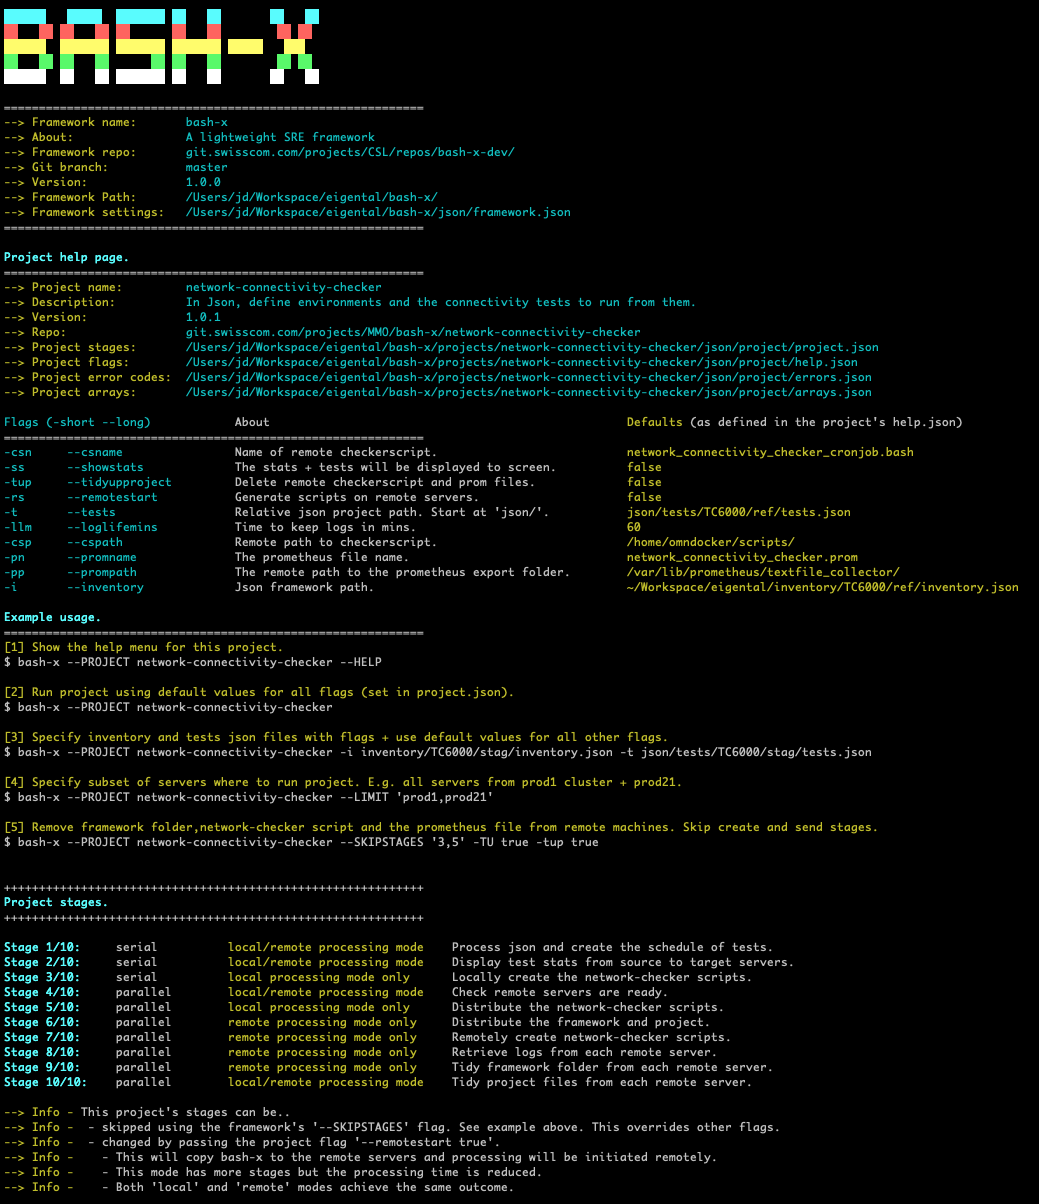 BASH-X
============================================================
--> Framework name: bash-x
--> About: A lightweight SRE framework
--> Framework repo: git.swisscom.com/projects/CSL/repos/bash-x-dev/
--> Git branch: master
--> Version: 1.0.0
--> Framework Path: /Users/jd/Workspace/eigental/bash-x/
--> Framework settings: /Users/jd/Workspace/eigental/bash-x/json/framework.json
============================================================
Project help page.
============================================================
--> Project name: network-connectivity-checker
--> Description: In Json, define environments and the connectivity tests to run from them.
--> Version: 1.0.1
--> Repo: git.swisscom.com/projects/MMO/bash-x/network-connectivity-checker
--> Project stages: /Users/jd/Workspace/eigental/bash-x/projects/network-connectivity-checker/json/project/project.json
--> Project flags: /Users/jd/Workspace/eigental/bash-x/projects/network-connectivity-checker/json/project/help.json
--> Project error codes: /Users/jd/Workspace/eigental/bash-x/projects/network-connectivity-checker/json/project/errors.json
--> Project arrays: /Users/jd/Workspace/eigental/bash-x/projects/network-connectivity-checker/json/project/arrays.json
Flags (-short --long) About Defaults (as defined in the project's help.json)
============================================================
-csn --csname Name of remote checkerscript. network_connectivity_checker_cronjob.bash
-ss --showstats The stats + tests will be displayed to screen. false
-tup --tidyupproject Delete remote checkerscript and prom files. false
-rs --remotestart Generate scripts on remote servers. false
-t --tests Relative json project path. Start at 'json/'. json/tests/TC6000/ref/tests.json
-llm --loglifemins Time to keep logs in mins. 60
-csp --cspath Remote path to checkerscript. /home/omndocker/scripts/
-pn --promname The prometheus file name. network_connectivity_checker.prom
-pp --prompath The remote path to the prometheus export folder. /var/lib/prometheus/textfile_collector/
-i --inventory Json framework path. ~/Workspace/eigental/inventory/TC6000/ref/inventory.json
Example usage.
============================================================
[1] Show the help menu for this project.
$ bash-x --PROJECT network-connectivity-checker --HELP
[2] Run project using default values for all flags (set in project.json).
$ bash-x --PROJECT network-connectivity-checker
[3] Specify inventory and tests json files with flags + use default values for all other flags.
$ bash-x --PROJECT network-connectivity-checker -i inventory/TC6000/stag/inventory.json -t json/tests/TC6000/stag/tests.json
[4] Specify subset of servers where to run project. E.g. all servers from prod1 cluster + prod21.
$ bash-x --PROJECT network-connectivity-checker --LIMIT 'prod1,prod21'
[5] Remove framework folder,network-checker script and the prometheus file from remote machines. Skip create and send stages.
$ bash-x --PROJECT network-connectivity-checker --SKIPSTAGES '3,5' -TU true -tup true
++++++++++++++++++++++++++++++++++++++++++++++++++++++++++++
Project stages.
++++++++++++++++++++++++++++++++++++++++++++++++++++++++++++
Stage 1/10: serial local/remote processing mode Process json and create the schedule of tests.
Stage 2/10: serial local/remote processing mode Display test stats from source to target servers.
Stage 3/10: serial local processing mode only Locally create the network-checker scripts.
Stage 4/10: parallel local/remote processing mode Check remote servers are ready.
Stage 5/10: parallel local processing mode only Distribute the network-checker scripts.
Stage 6/10: parallel remote processing mode only Distribute the framework and project.
Stage 7/10: parallel remote processing mode only Remotely create network-checker scripts.
Stage 8/10: parallel remote processing mode only Retrieve logs from each remote server.
Stage 9/10: parallel remote processing mode only Tidy framework folder from each remote server.
Stage 10/10: parallel local/remote processing mode Tidy project files from each remote server.
--> Info - This project's stages can be..
--> Info - - skipped using the framework's '--SKIPSTAGES' flag. See example above. This overrides other flags.
--> Info - - changed by passing the project flag '--remotestart true'.
--> Info - - This will copy bash-x to the remote servers and processing will be initiated remotely.
--> Info - - This mode has more stages but the processing time is reduced.
--> Info - - Both 'local' and 'remote' modes achieve the same outcome.